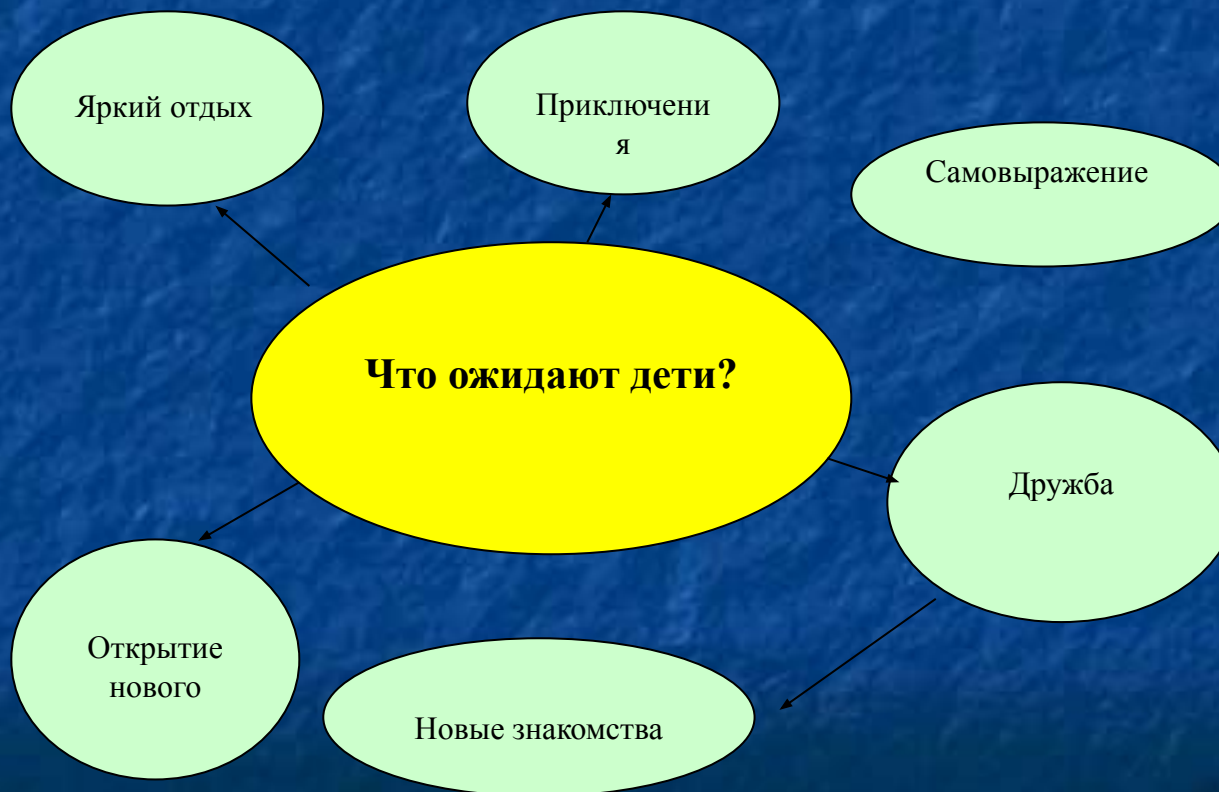 Яркий отдых
Приключени
я
Самовыражение
Что ожидают дети?
Дружба
Открытие
нового
Новые знакомства